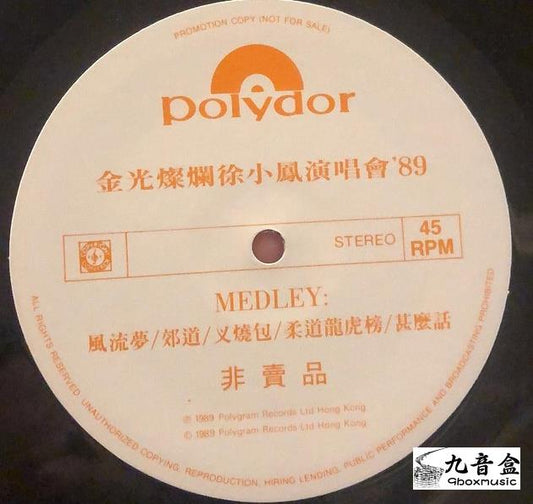 PROMOTION COPY (NOT FOR SALE)
polydor
金光燦爛徐小鳳演唱會'89
STEREO
45
RPM
MEDLEY:
風流夢/郊道/叉燒包/柔道龍虎榜/甚麼話
非賣品
℗ 1989 Polygram Records Ltd Hong Kong
© 1989 Polygram Records Ltd Hong Kong
ALL RIGHTS RESERVED. UNAUTHORIZED COPYING, REPRODUCTION, HIRING LENDING, PUBLIC PERFORMANCE AND BROADCASTING PROHIBITED
九音盒
9boxmusic